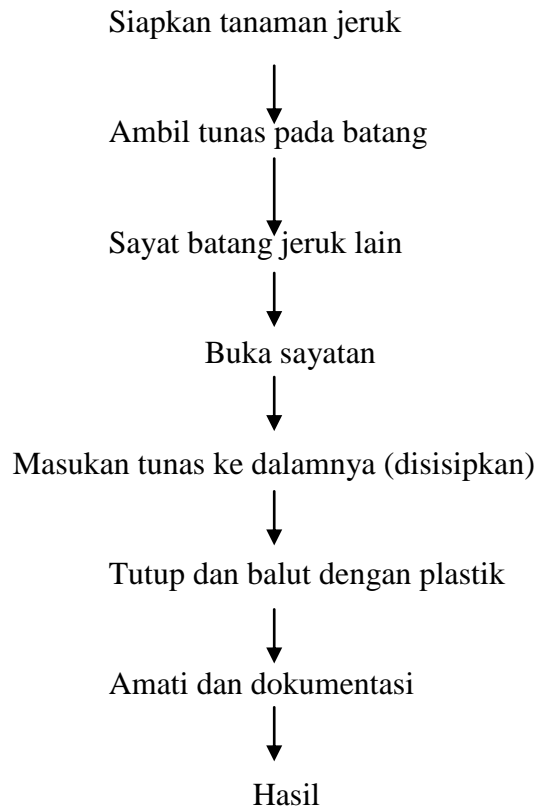 Siapkan tanaman jeruk
Ambil tunas pada batang
Sayat batang jeruk lain
Buka sayatan
Masukan tunas ke dalamnya (disisipkan)
Tutup dan balut dengan plastik
Amati dan dokumentasi
Hasil